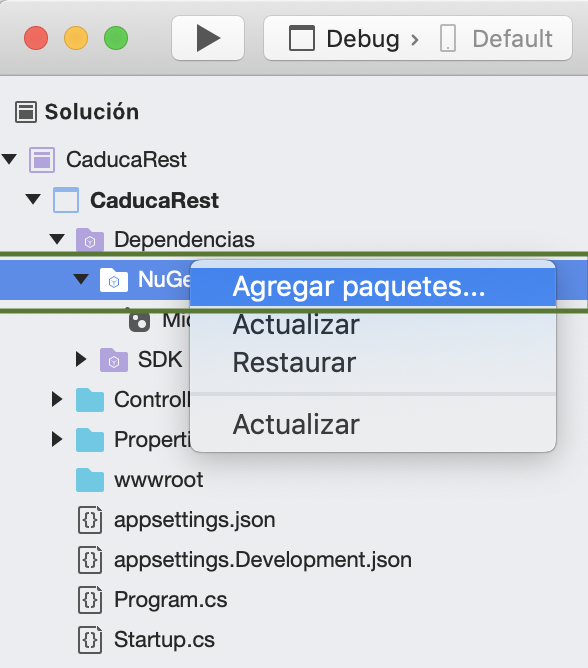 Debug › Default
Solución
CaducaRest
CaducaRest
Dependencias
NuGe
Agregar paquetes...
Actualizar
Restaurar
Actualizar
SDK
Controll
Properti
wwwroot
appsettings.json
appsettings.Development.json
Program.cs
Startup.cs